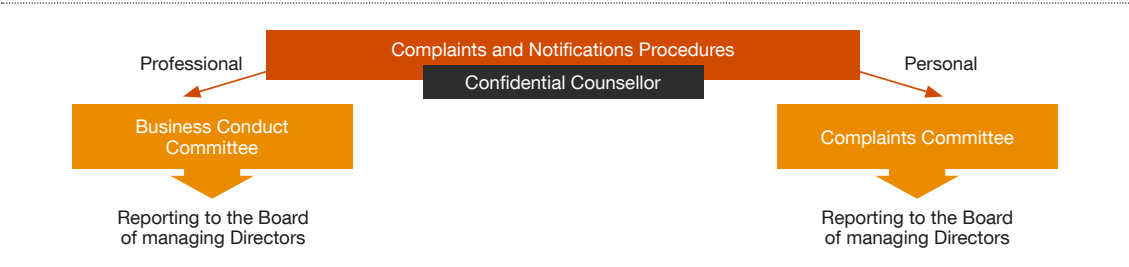 Complaints and Notifications Procedures
Professional
Personal
Confidential Counsellor
Business Conduct
Committee
Complaints Committee
Reporting to the Board
of managing Directors
Reporting to the Board
of managing Directors